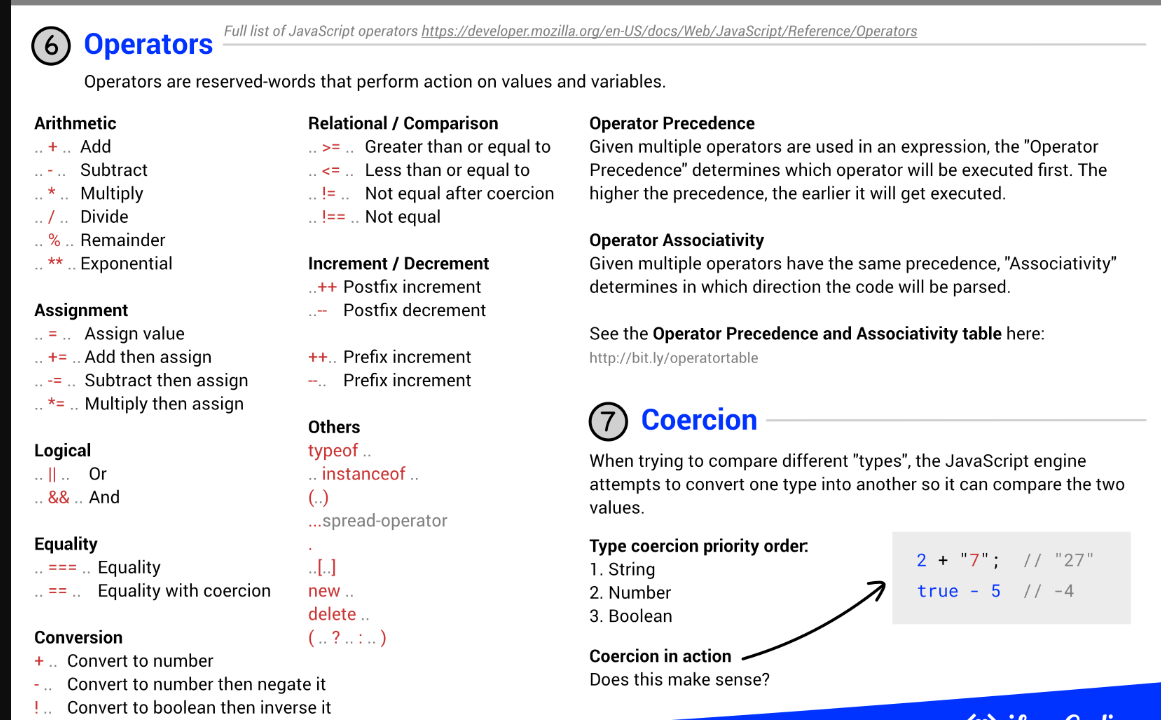 6 Operators Full list of JavaScript operators https://developer.mozilla.org/en-US/docs/Web/JavaScript/Reference/Operators
Operators are reserved-words that perform action on values and variables.
Arithmetic
.. + .. Add
.. - .. Subtract
.. * .. Multiply
.. / .. Divide
.. % .. Remainder
.. ** .. Exponential
Assignment
.. = .. Assign value
.. += .. Add then assign
.. -= .. Subtract then assign
.. *= .. Multiply then assign
Logical
.. || .. Or
.. && .. And
Equality
.. === .. Equality
.. == .. Equality with coercion
Conversion
+ .. Convert to number
- .. Convert to number then negate it
! .. Convert to boolean then inverse it
Relational / Comparison
.. >= .. Greater than or equal to
.. <= .. Less than or equal to
.. != .. Not equal after coercion
.. !== .. Not equal
Increment / Decrement
..++ Postfix increment
..-- Postfix decrement
++.. Prefix increment
--.. Prefix increment
Others
typeof ..
.. instanceof ..
(..)
...spread-operator
.
..[..]
new ..
delete ..
( .. ? .. : .. )
Operator Precedence
Given multiple operators are used in an expression, the "Operator
Precedence" determines which operator will be executed first. The
higher the precedence, the earlier it will get executed.
Operator Associativity
Given multiple operators have the same precedence, "Associativity"
determines in which direction the code will be parsed.
See the Operator Precedence and Associativity table here:
http://bit.ly/operatortable
7 Coercion
When trying to compare different "types", the JavaScript engine
attempts to convert one type into another so it can compare the two
values.
Type coercion priority order:
1. String
2. Number
3. Boolean
Coercion in action
Does this make sense?
2 + "7"; // "27"
true - 5 // -4